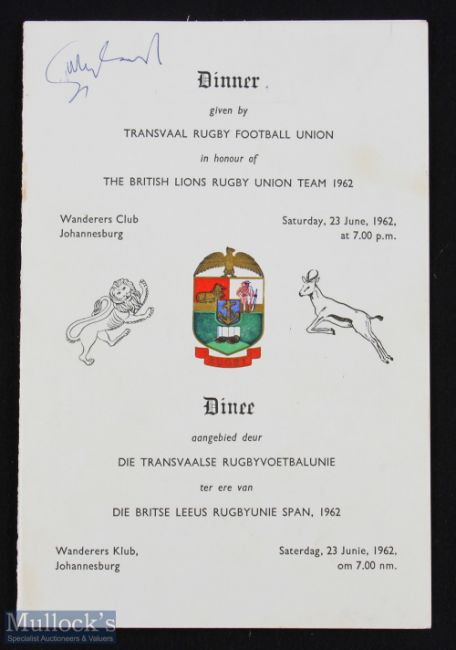 Dinner
given by
TRANSVAAL RUGBY FOOTBALL UNION
in honour of
THE BRITISH LIONS RUGBY UNION TEAM 1962
Wanderers Club
Johannesburg
Saturday, 23 June, 1962,
at 7.00 p.m.
RUGBY
Dinee
aangebied deur
DIE TRANSVAALSE RUGBYVOETBALUNIE
ter ere van
DIE BRITSE LEEUS RUGBYUNIE SPAN, 1962
Wanderers Klub,
Johannesburg
Saterdag, 23 Junie, 1962,
om 7.00 nm.
Mullock's
Specialist Auctioneers & Valuers